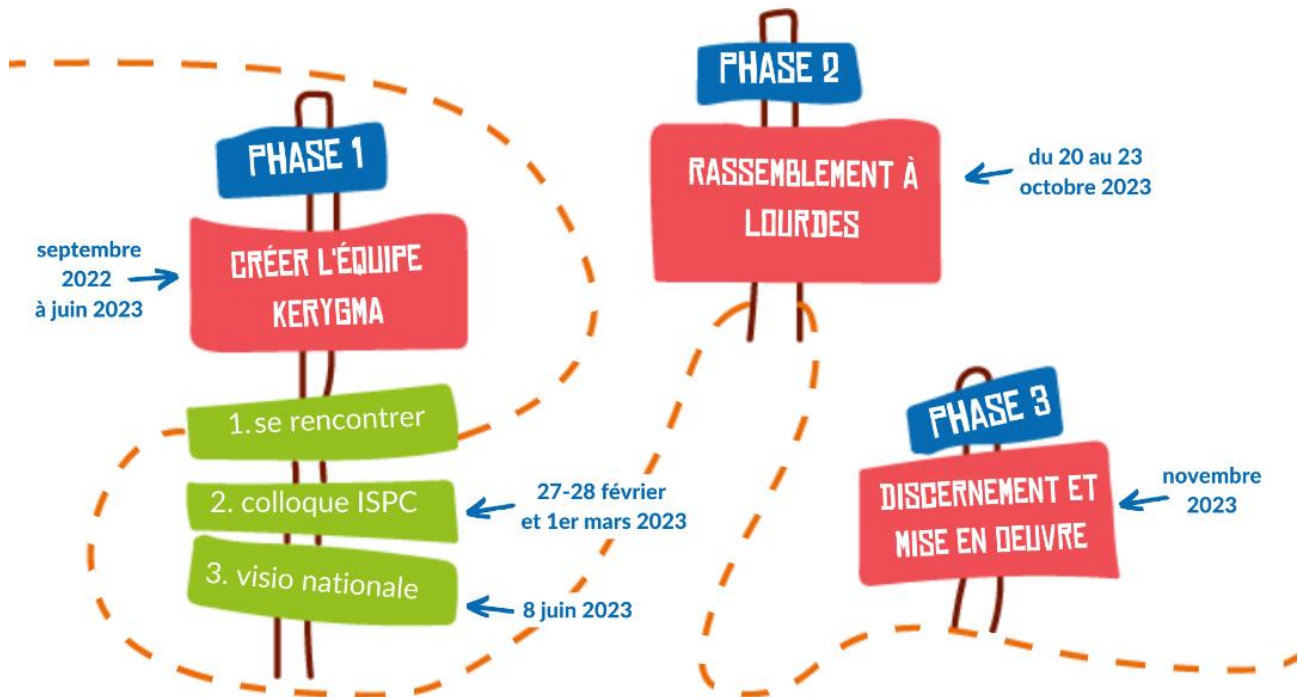 PHASE 1
CRÉER L'ÉQUIPE
KERYGMA
septembre
2022
à juin 2023
1. se rencontrer
2. colloque ISPC
27-28 février
et 1er mars 2023
3. visio nationale
8 juin 2023
PHASE 2
RASSEMBLEMENT À
LOURDES
du 20 au 23
octobre 2023
PHASE 3
DISCERNEMENT ET
MISE EN OEUVRE
novembre
2023